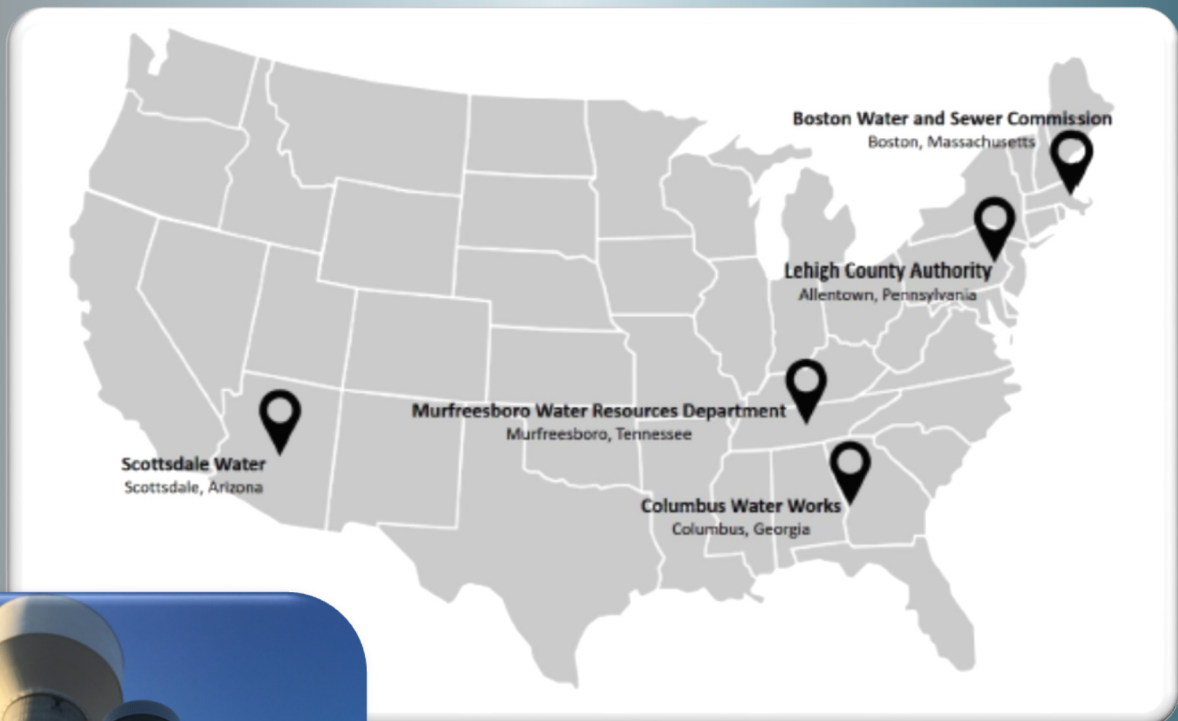 Boston Water and Sewer Commission
Boston, Massachusetts
Lehigh County Authority
Allentown, Pennsylvania
Murfreesboro Water Resources Department
Murfreesboro, Tennessee
Scottsdale Water
Scottsdale, Arizona
Columbus Water Works
Columbus, Georgia